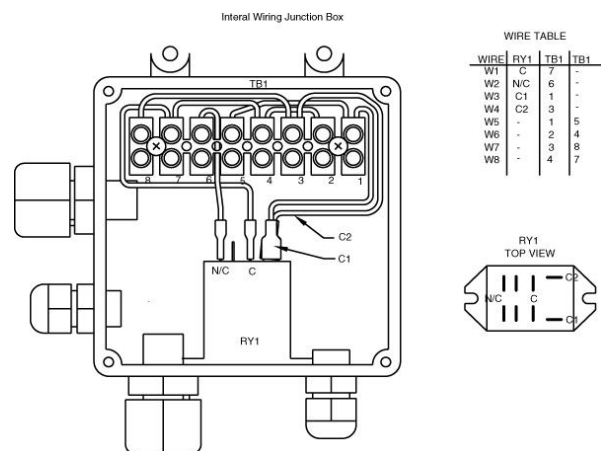 Interal Wiring Junction Box
WIRE TABLE
WIRE RY1 TB1 TB1
W1 C 7 -
W2 N/C 6 -
W3 C1 1 -
W4 C2 3 -
W5 - 1 5
W6 - 2 4
W7 - 3 8
W8 - 4 7
TB1
8 7 6 5 4 3 2 1
C2
C1
N/C C
RY1
RY1
TOP VIEW
C2
N/C C
C1